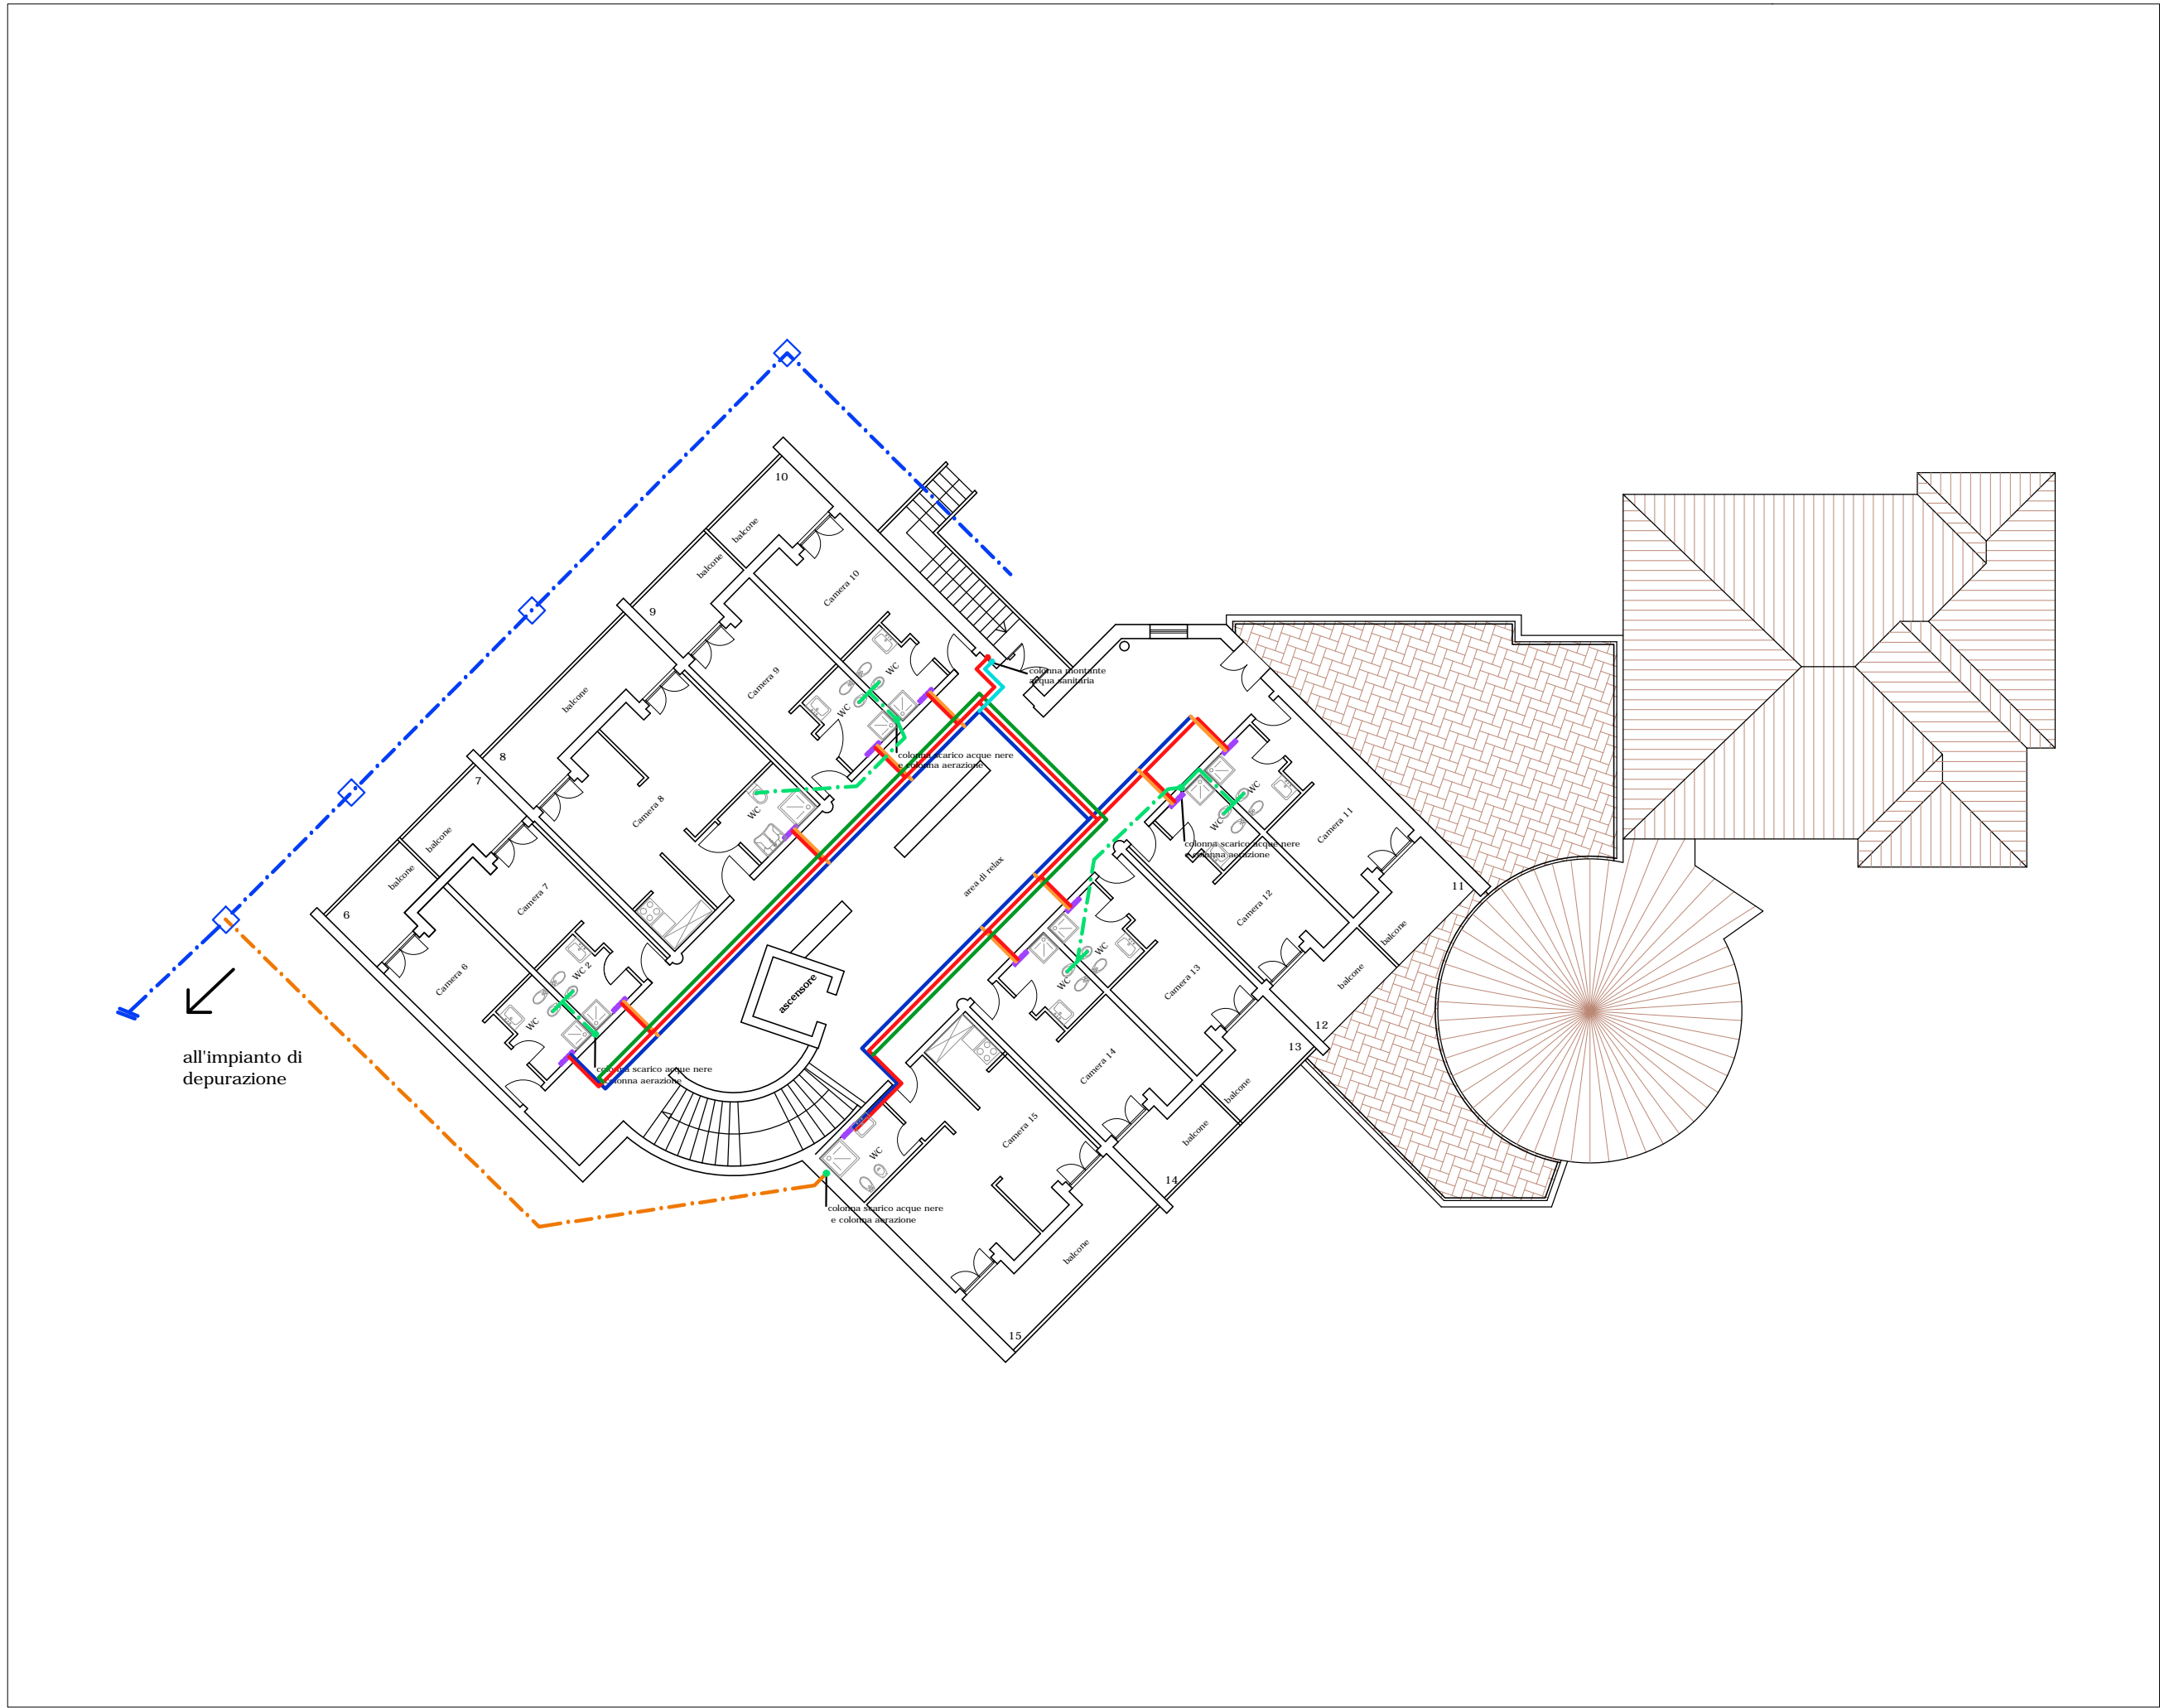 10
balcone
balcone
Camera 10
9
Camera 9
WC
WC
colonna montante
acqua sanitaria
balcone
8
7
Camera 8
WC
colonna scarico acque nere
e colonna aerazione
balcone
balcone
6
Camera 7
Camera 6
WC 2
WC
colonna scarico acque nere
e colonna aerazione
all'impianto di
depurazione
area di relax
ascensore
WC
WC
Camera 11
colonna scarico acque nere
e colonna aerazione
11
Camera 12
balcone
balcone
12
13
WC
WC
Camera 13
Camera 14
balcone
balcone
14
Camera 15
WC
colonna scarico acque nere
e colonna aerazione
balcone
15